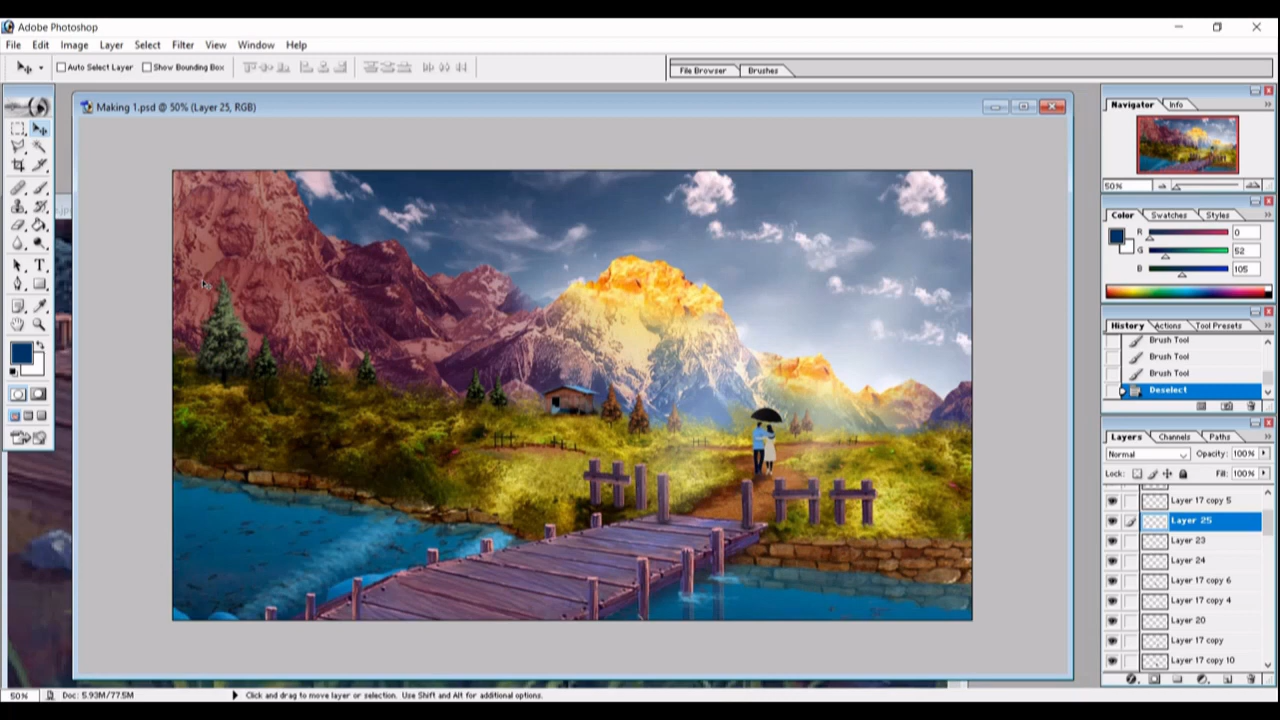 Adobe Photoshop
File Edit Image Layer Select Filter View Window Help
Auto Select Layer Show Bounding Box
File Browser Brushes
Making 1.psd @ 50% (Layer 25, RGB)
Navigator Info
50%
Color Swatches Styles
R 0
G 52
B 105
History Actions Tool Presets
Brush Tool
Brush Tool
Brush Tool
Deselect
Layers Channels Paths
Normal Opacity: 100%
Lock: Fill: 100%
Layer 17 copy 5
Layer 25
Layer 23
Layer 24
Layer 17 copy 6
Layer 17 copy 4
Layer 20
Layer 17 copy
Layer 17 copy 10
50% Doc: 5.93M/77.5M Click and drag to move layer or selection. Use Shift and Alt for additional options.